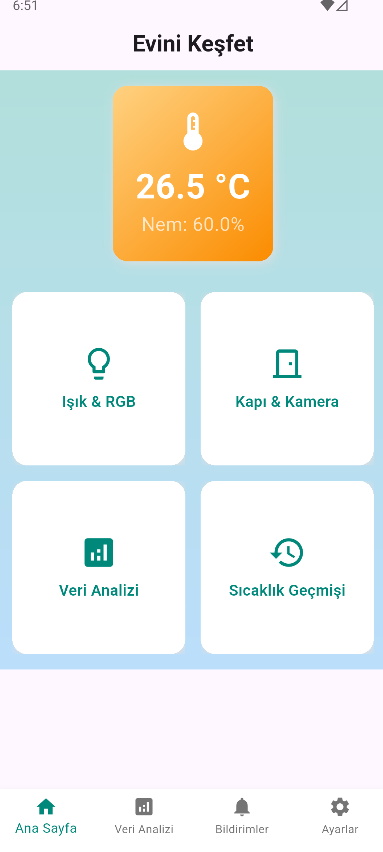 6:51
Evini Keşfet
26.5 °C
Nem: 60.0%
Işık & RGB
Kapı & Kamera
Veri Analizi
Sıcaklık Geçmişi
Ana Sayfa
Veri Analizi
Bildirimler
Ayarlar